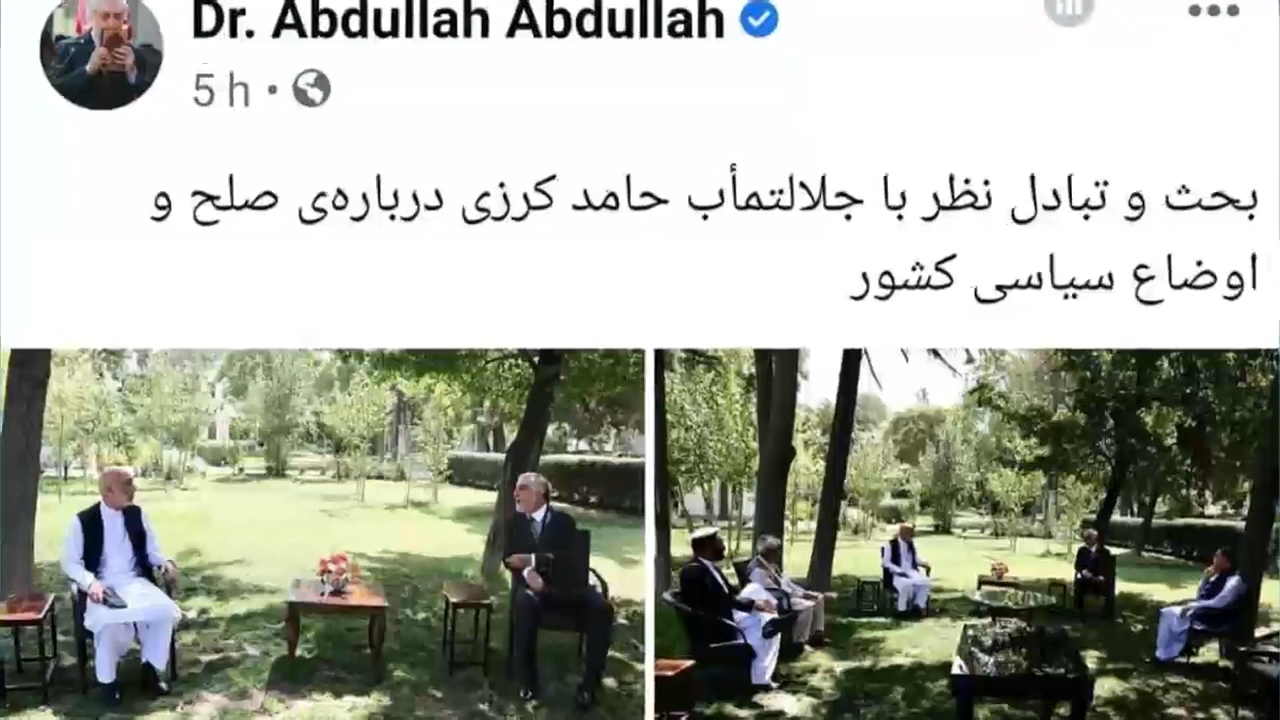 Dr. Abdullah Abdullah
5 h •
بحث و تبادل نظر با جلالتمأب حامد کرزی درباره‌ی صلح و
اوضاع سیاسی کشور